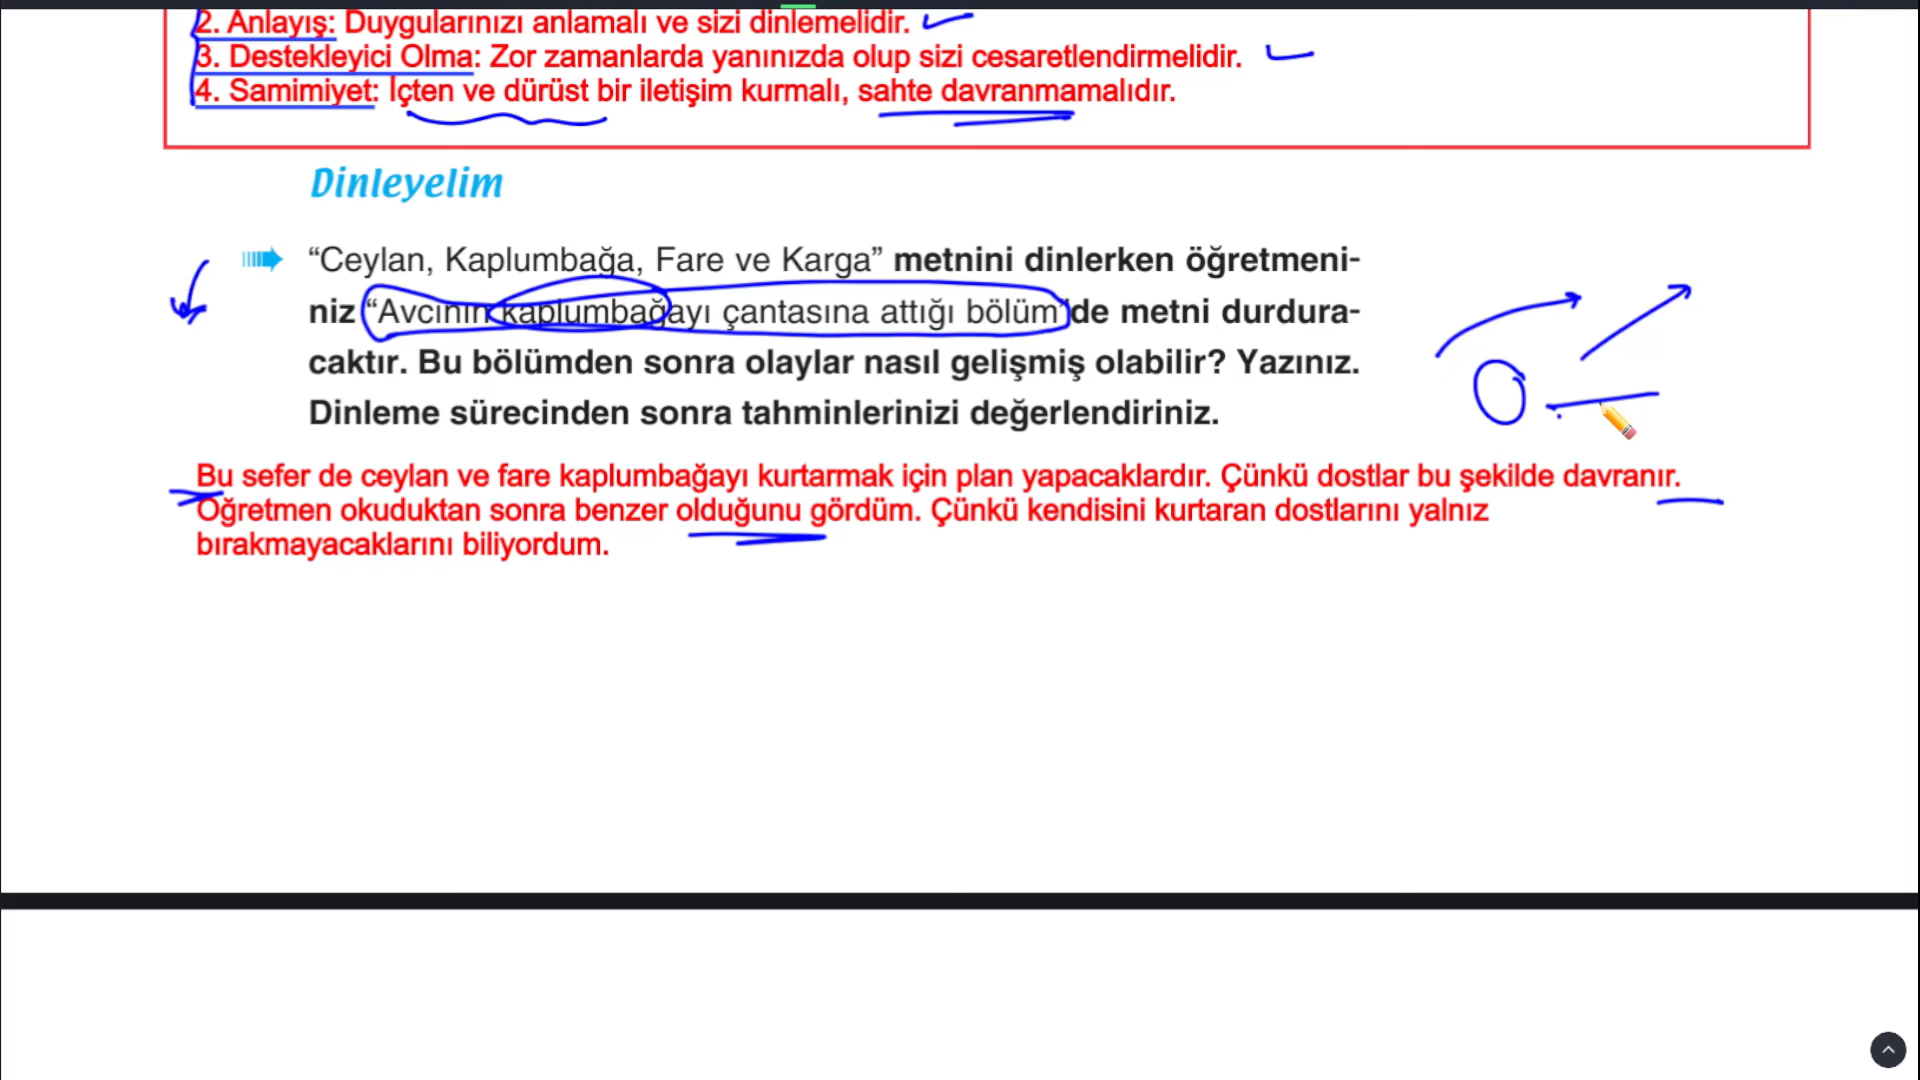 2. Anlayış: Duygularınızı anlamalı ve sizi dinlemelidir.
3. Destekleyici Olma: Zor zamanlarda yanınızda olup sizi cesaretlendirmelidir.
4. Samimiyet: İçten ve dürüst bir iletişim kurmalı, sahte davranmamalıdır.
Dinleyelim
“Ceylan, Kaplumbağa, Fare ve Karga” metnini dinlerken öğretmeni-
niz “Avcının kaplumbağayı çantasına attığı bölüm”de metni durdura-
caktır. Bu bölümden sonra olaylar nasıl gelişmiş olabilir? Yazınız.
Dinleme sürecinden sonra tahminlerinizi değerlendiriniz.
Bu sefer de ceylan ve fare kaplumbağayı kurtarmak için plan yapacaklardır. Çünkü dostlar bu şekilde davranır.
Öğretmen okuduktan sonra benzer olduğunu gördüm. Çünkü kendisini kurtaran dostlarını yalnız
bırakmayacaklarını biliyordum.